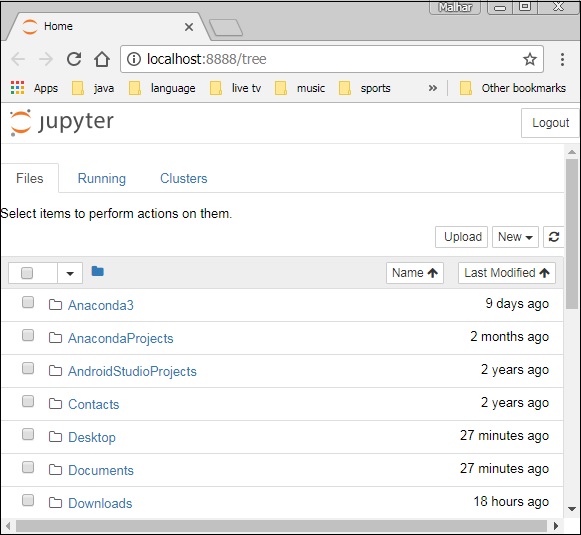 Malhar
Home
localhost:8888/tree
Apps java language live tv music sports » Other bookmarks
jupyter Logout
Files Running Clusters
Select items to perform actions on them.
Upload New
Name Last Modified
Anaconda3 9 days ago
AnacondaProjects 2 months ago
AndroidStudioProjects 2 years ago
Contacts 2 years ago
Desktop 27 minutes ago
Documents 27 minutes ago
Downloads 18 hours ago